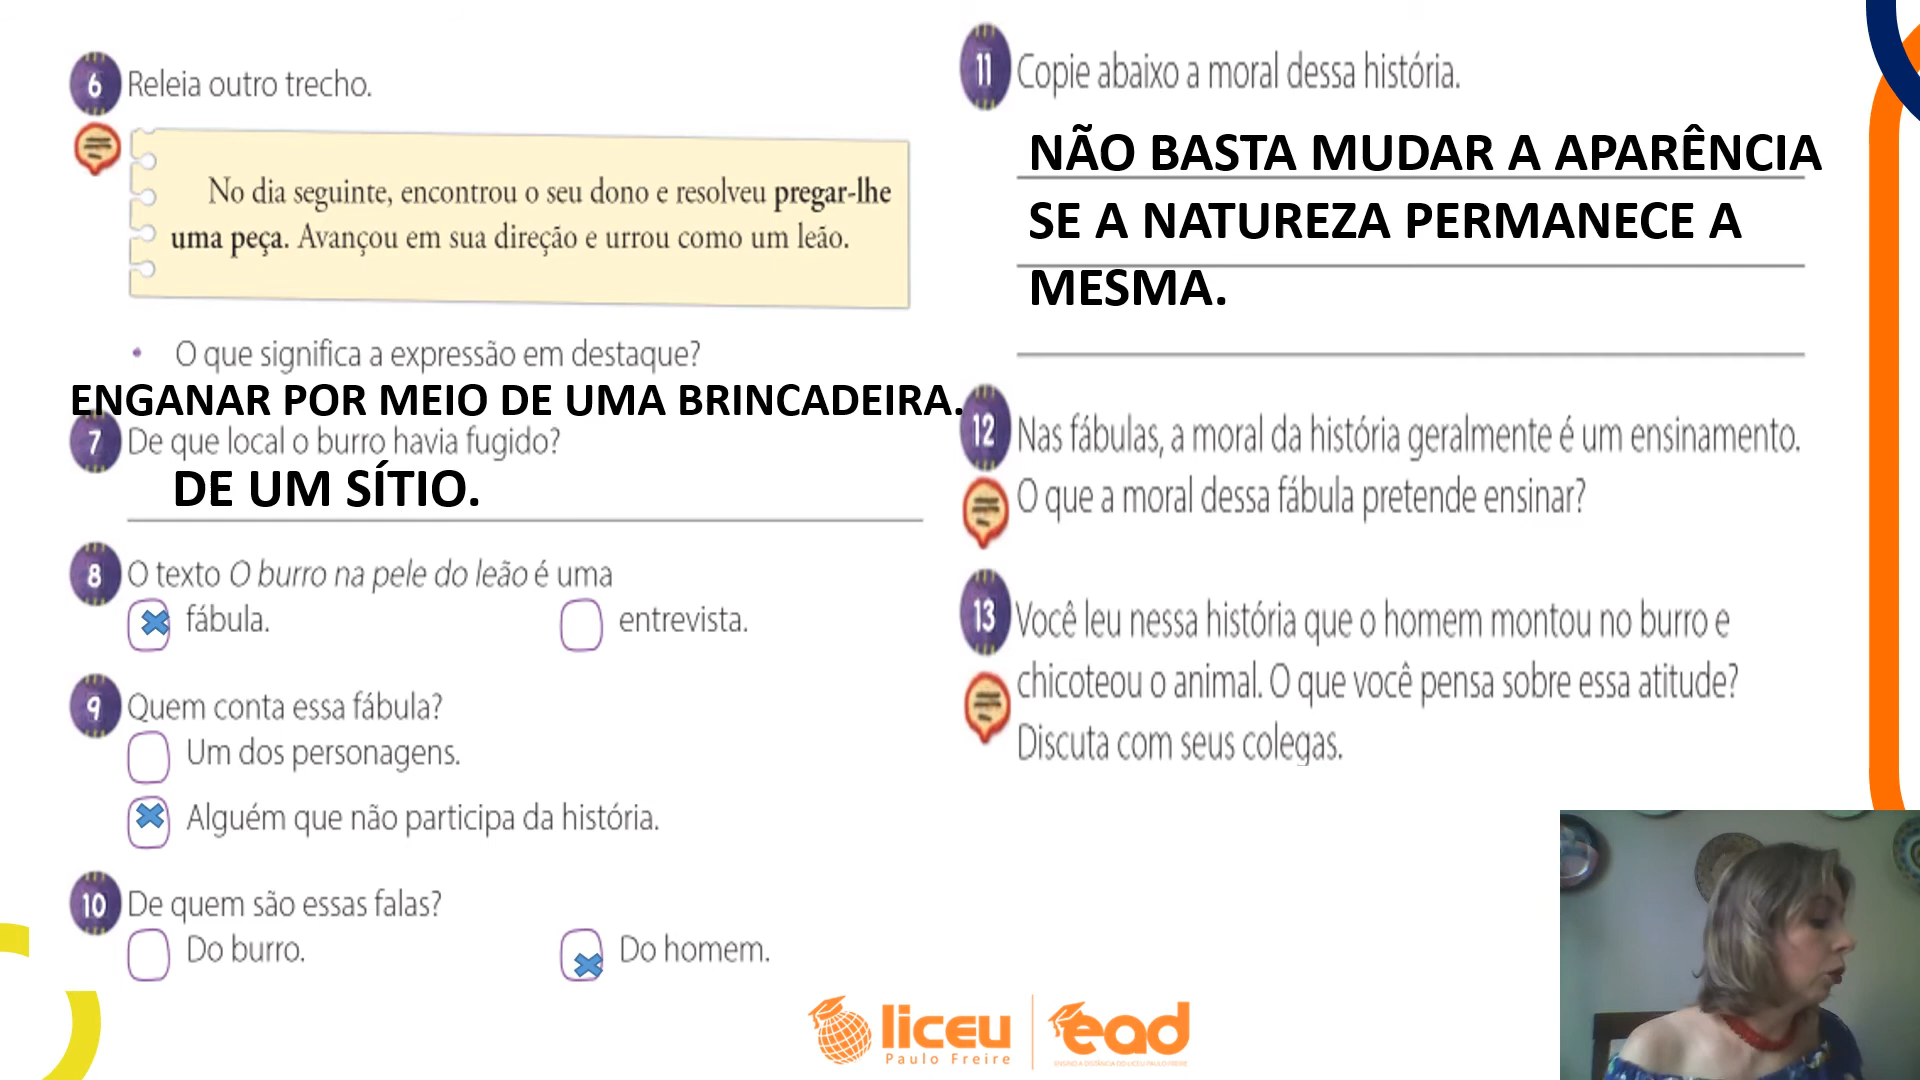 6 Releia outro trecho.
No dia seguinte, encontrou o seu dono e resolveu pregar-lhe
uma peça. Avançou em sua direção e urrou como um leão.
• O que significa a expressão em destaque?
ENGANAR POR MEIO DE UMA BRINCADEIRA.
7 De que local o burro havia fugido?
DE UM SÍTIO.
8 O texto O burro na pele do leão é uma
fábula.
entrevista.
9 Quem conta essa fábula?
Um dos personagens.
Alguém que não participa da história.
10 De quem são essas falas?
Do burro.
Do homem.
11 Copie abaixo a moral dessa história.
NÃO BASTA MUDAR A APARÊNCIA
SE A NATUREZA PERMANECE A
MESMA.
12 Nas fábulas, a moral da história geralmente é um ensinamento.
O que a moral dessa fábula pretende ensinar?
13 Você leu nessa história que o homem montou no burro e
chicoteou o animal. O que você pensa sobre essa atitude?
Discuta com seus colegas.
liceu
Paulo Freire
ead
ENSINO A DISTÂNCIA DO LICEU PAULO FREIRE